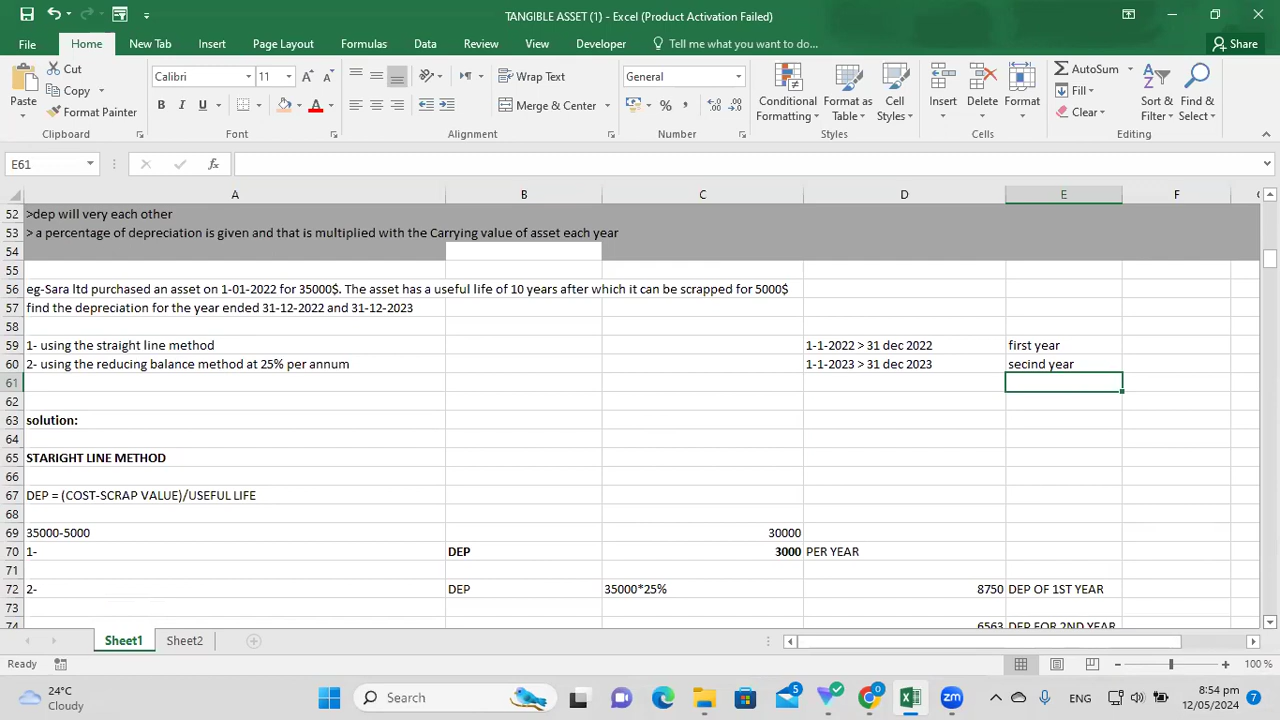 TANGIBLE ASSET (1) - Excel (Product Activation Failed)
File Home New Tab Insert Page Layout Formulas Data Review View Developer Tell me what you want to do... Share
Cut
Copy
Format Painter
Paste
Clipboard
Calibri 11
B I U
Font
Wrap Text
Merge & Center
Alignment
General
Number
Conditional Formatting
Format as Table
Cell Styles
Styles
Insert Delete Format
Cells
AutoSum
Fill
Clear
Sort & Filter
Find & Select
Editing
E61
fx
A B C D E F
52 >dep will very each other
53 > a percentage of depreciation is given and that is multiplied with the Carrying value of asset each year
54
55
56 eg-Sara ltd purchased an asset on 1-01-2022 for 35000$. The asset has a useful life of 10 years after which it can be scrapped for 5000$
57 find the depreciation for the year ended 31-12-2022 and 31-12-2023
58
59 1- using the straight line method 1-1-2022 > 31 dec 2022 first year
60 2- using the reducing balance method at 25% per annum 1-1-2023 > 31 dec 2023 secind year
61
62
63 solution:
64
65 STARIGHT LINE METHOD
66
67 DEP = (COST-SCRAP VALUE)/USEFUL LIFE
68
69 35000-5000 30000
70 1- DEP 3000 PER YEAR
71
72 2- DEP 35000*25% 8750 DEP OF 1ST YEAR
73
74 6563 DEP FOR 2ND YEAR
Sheet1 Sheet2
Ready 100 %
24°C
Cloudy
Search
5
0
ENG
8:54 pm
12/05/2024
7